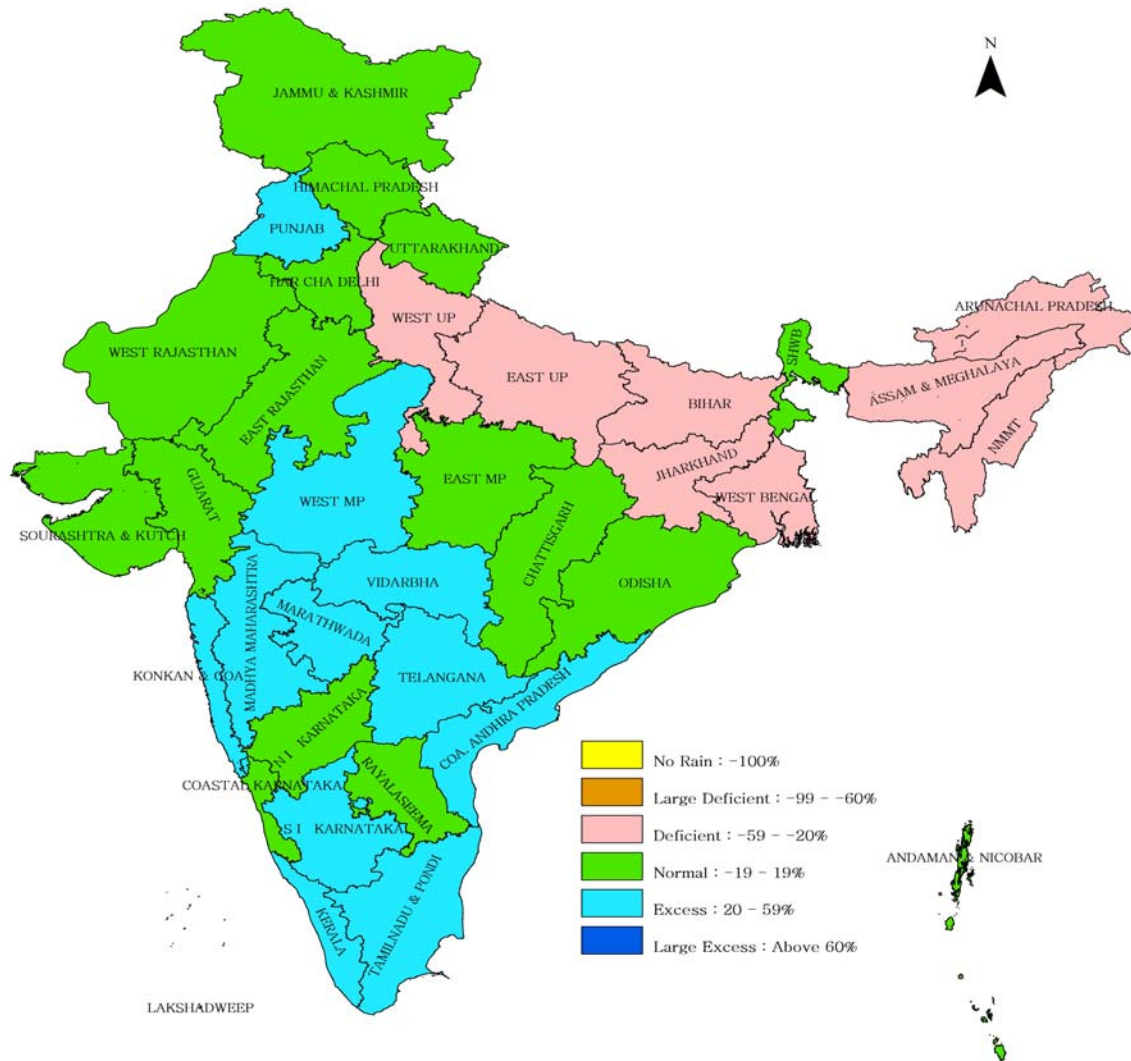 N
JAMMU & KASHMIR
HIMACHAL PRADESH
PUNJAB
UTTARAKHAND
HAR CHA DELHI
ARUNACHAL PRADESH
WEST UP
SHWB
WEST RAJASTHAN
EAST RAJASTHAN
EAST UP
ASSAM & MEGHALAYA
BIHAR
NMMT
JHARKHAND
GUJARAT
EAST MP
WEST MP
WEST BENGAL
SOURASHTRA & KUTCH
CHATTISGARH
VIDARBHA
ODISHA
MADHYA MAHARASHTRA
MARATHWADA
KONKAN & GOA
TELANGANA
COA. ANDHRA PRADESH
N I KARNATAKA
COASTAL KARNATAKA
RAYALASEEMA
S I KARNATAKA
KERALA
TAMILNADU & PONDI
LAKSHADWEEP
ANDAMAN & NICOBAR
No Rain : -100%
Large Deficient : -99 - -60%
Deficient : -59 - -20%
Normal : -19 - 19%
Excess : 20 - 59%
Large Excess : Above 60%